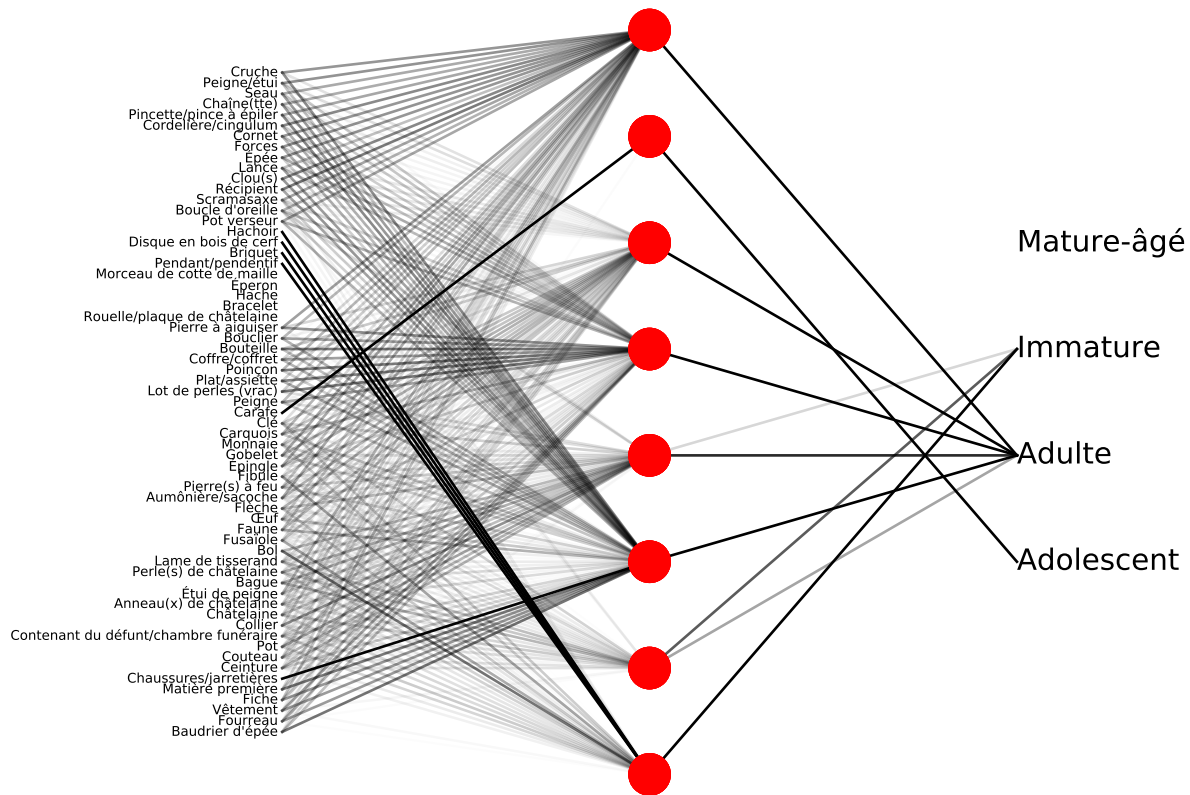 Cruche
Peigne/étui
Seau
Chaîne(tte)
Pincette/pince à épiler
Cordelière/cingulum
Cornet
Forces
Épée
Lance
Clou(s)
Récipient
Scramasaxe
Boucle d'oreille
Pot verseur
Hachoir
Disque en bois de cerf
Briquet
Pendant/pendentif
Morceau de cotte de maille
Éperon
Hache
Bracelet
Rouelle/plaque de châtelaine
Pierre à aiguiser
Bouclier
Bouteille
Coffre/coffret
Poinçon
Plat/assiette
Lot de perles (vrac)
Peigne
Carafe
Clé
Carquois
Monnaie
Gobelet
Épingle
Fibule
Pierre(s) à feu
Aumônière/sacoche
Flèche
Œuf
Faune
Fusaïole
Bol
Lame de tisserand
Perle(s) de châtelaine
Bague
Étui de peigne
Anneau(x) de châtelaine
Châtelaine
Collier
Contenant du défunt/chambre funéraire
Pot
Couteau
Ceinture
Chaussures/jarretières
Matière première
Fiche
Vêtement
Fourreau
Baudrier d'épée
Mature-âgé
Immature
Adulte
Adolescent